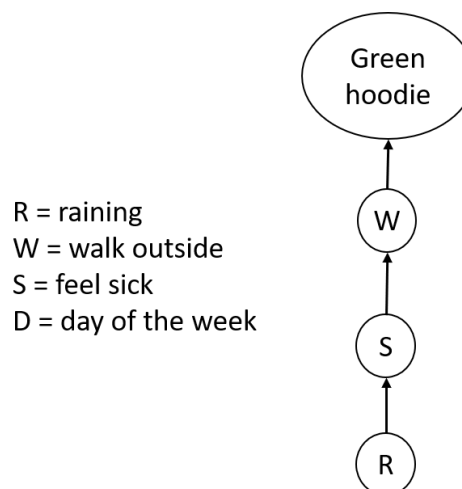 Green
hoodie
R = raining
W = walk outside
S = feel sick
D = day of the week
W
S
R